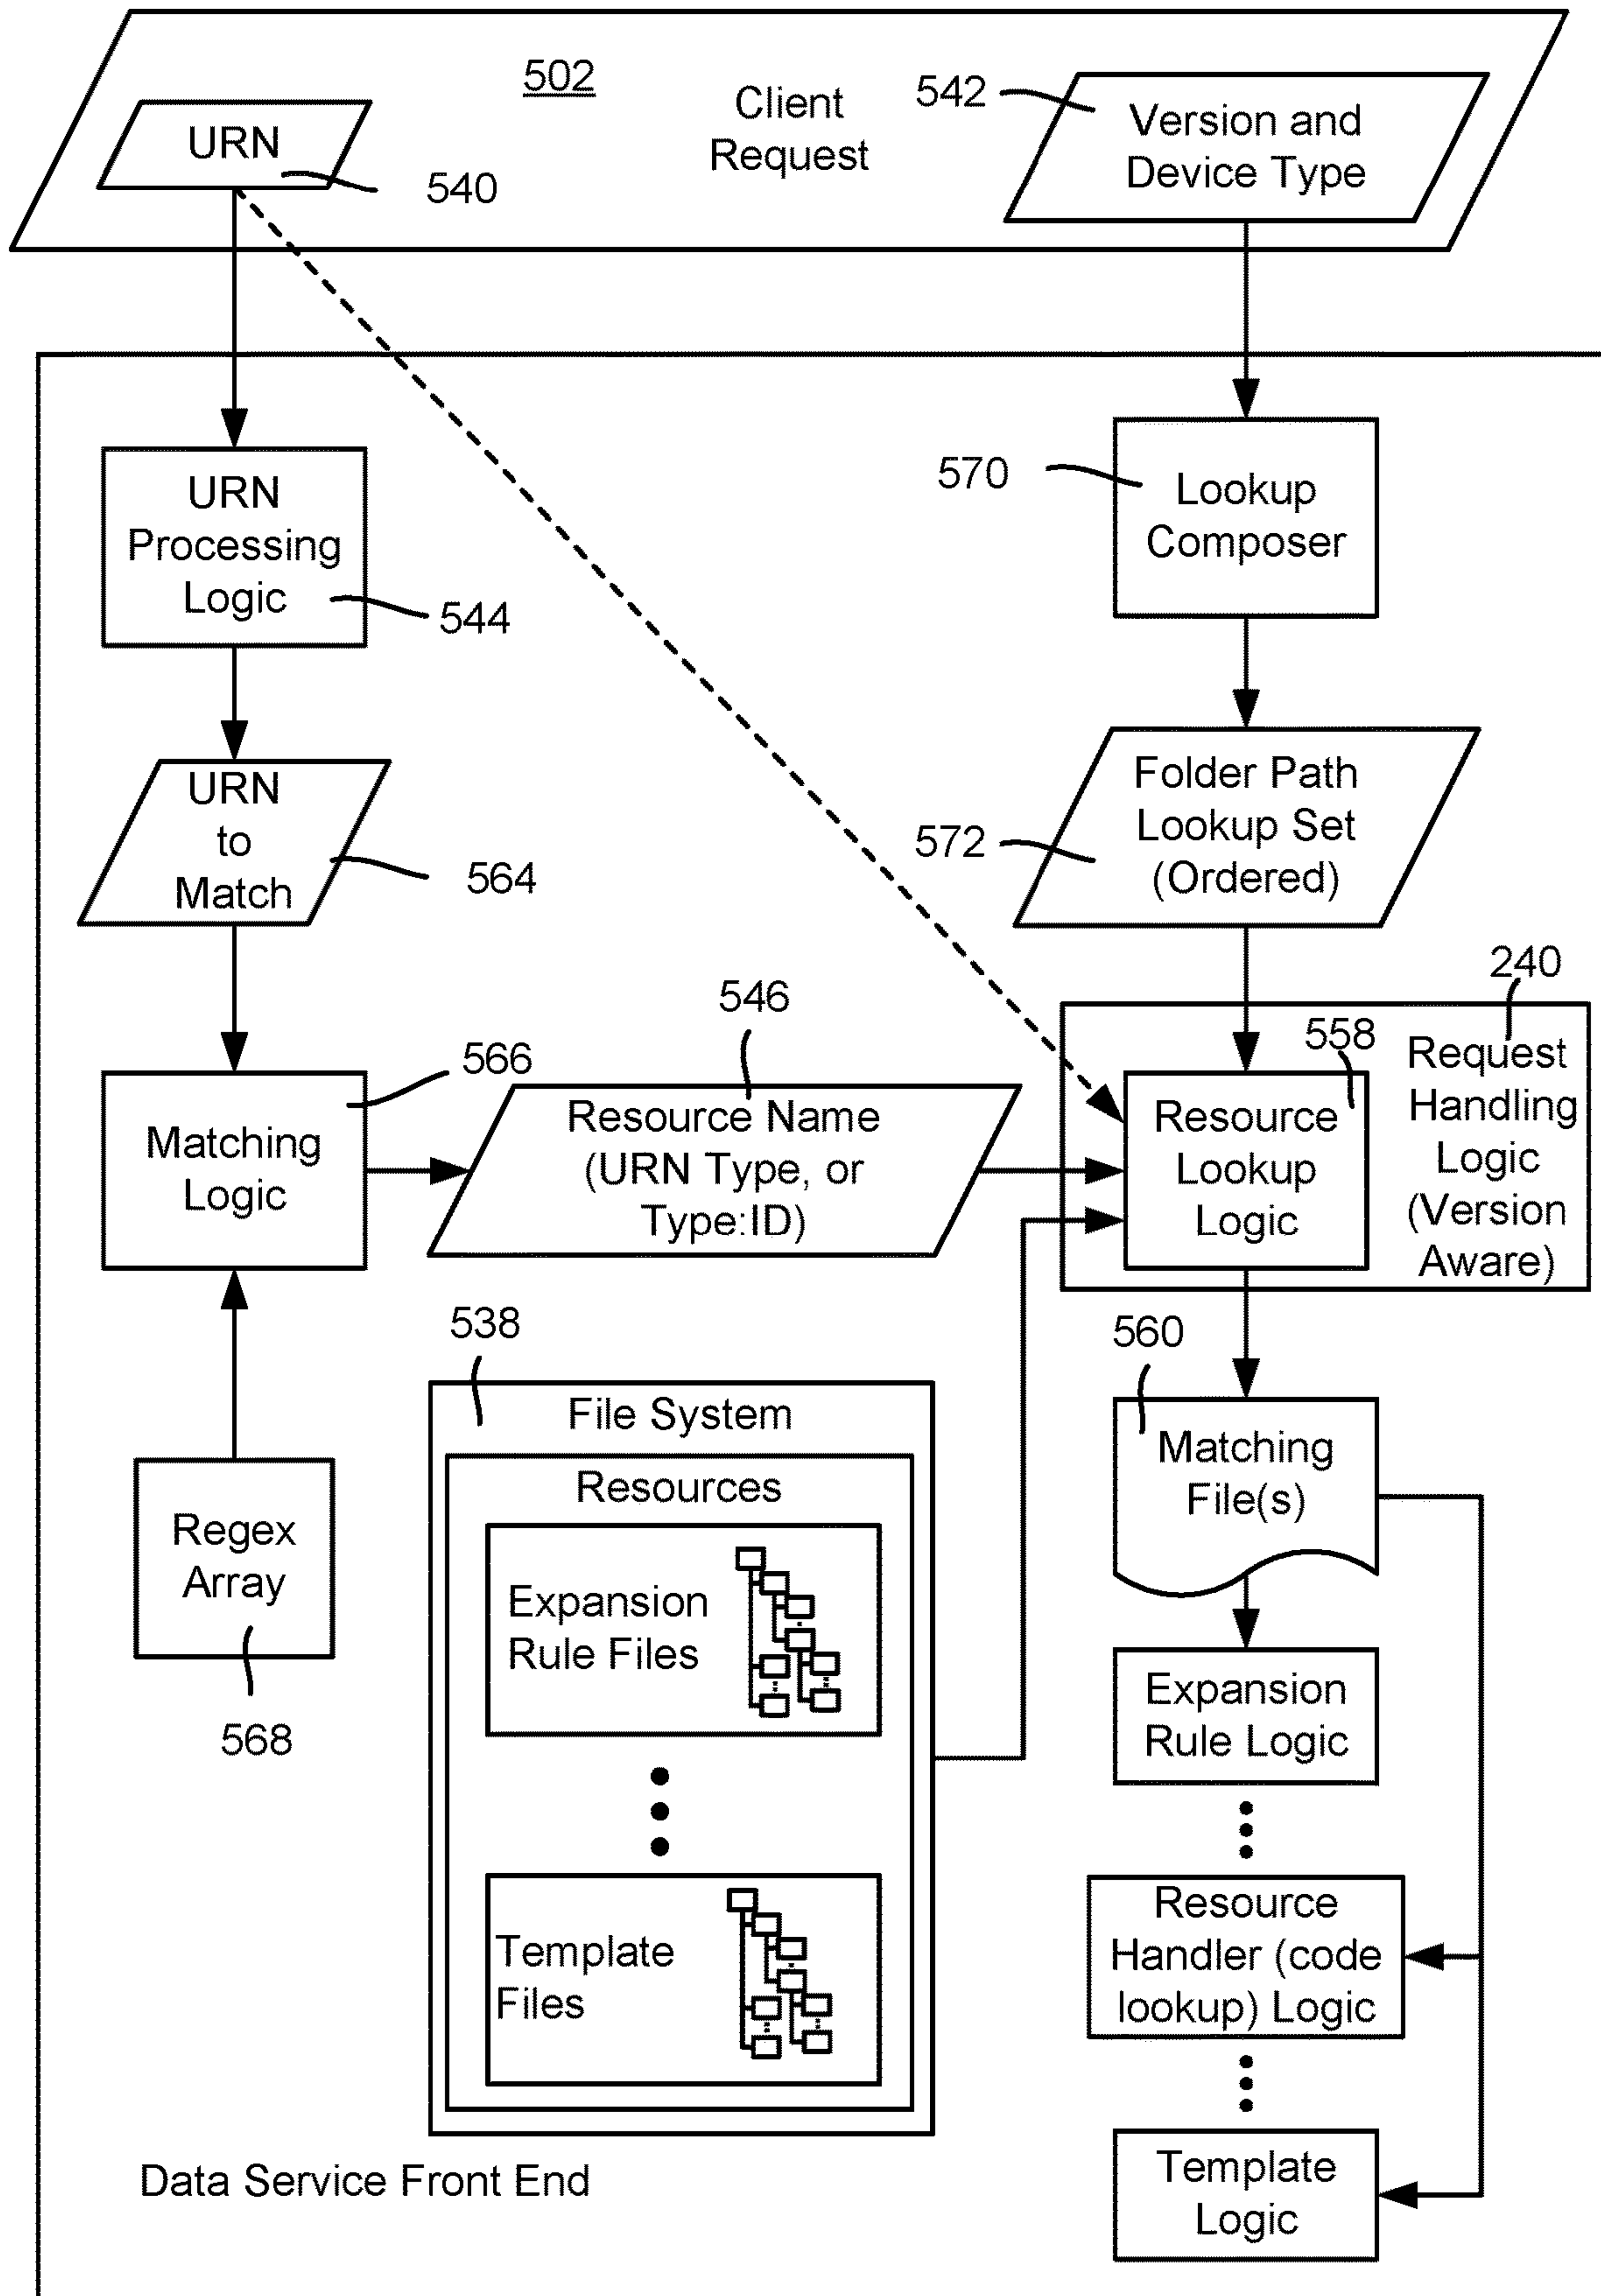 502
Client
Request
URN
540
542
Version and
Device Type
URN
Processing
Logic
544
570
Lookup
Composer
URN
to
Match
564
Folder Path
Lookup Set
(Ordered)
572
566
Matching
Logic
546
Resource Name
(URN Type, or
Type:ID)
240
558
Resource
Lookup
Logic
Request
Handling
Logic
(Version
Aware)
538
File System
Resources
Expansion
Rule Files
Template
Files
Regex
Array
568
560
Matching
File(s)
Expansion
Rule Logic
Resource
Handler (code
lookup) Logic
Template
Logic
Data Service Front End